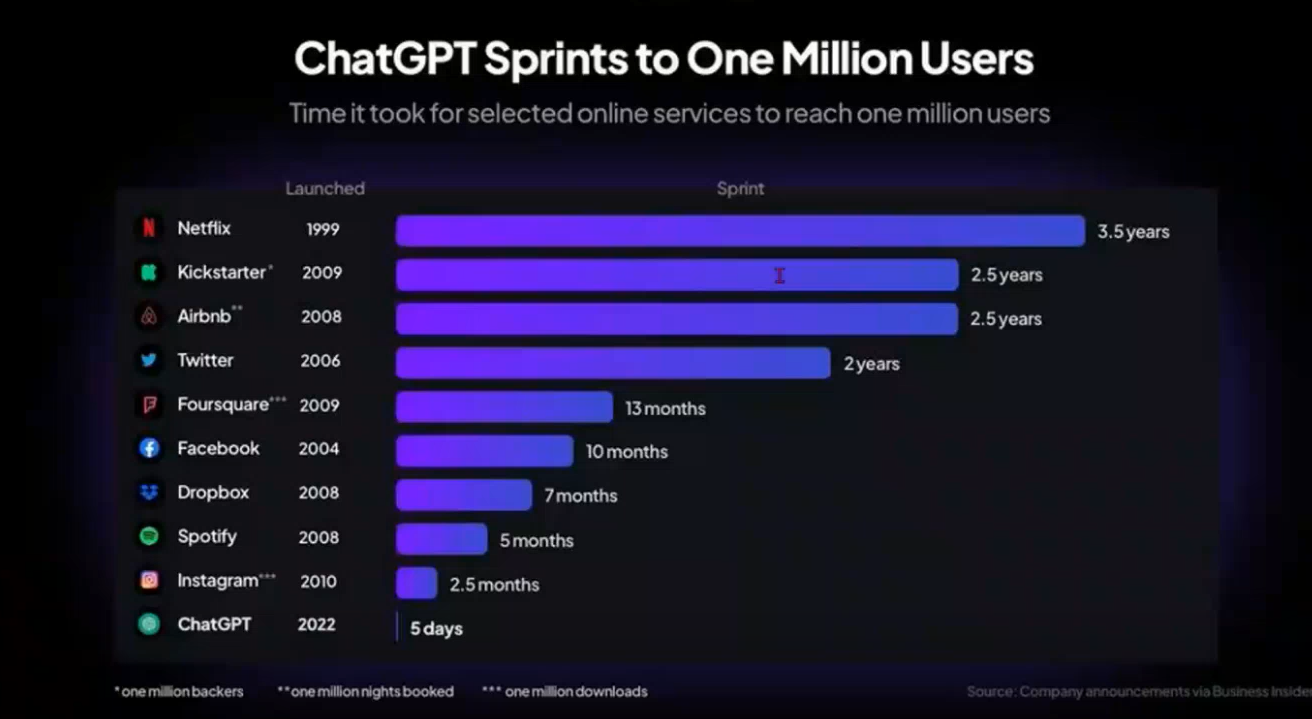 ChatGPT Sprints to One Million Users
Time it took for selected online services to reach one million users
Launched Sprint
Netflix 1999 3.5 years
Kickstarter* 2009 2.5 years
Airbnb** 2008 2.5 years
Twitter 2006 2 years
Foursquare*** 2009 13 months
Facebook 2004 10 months
Dropbox 2008 7 months
Spotify 2008 5 months
Instagram*** 2010 2.5 months
ChatGPT 2022 5 days
* one million backers **one million nights booked *** one million downloads
Source: Company announcements via Business Insider